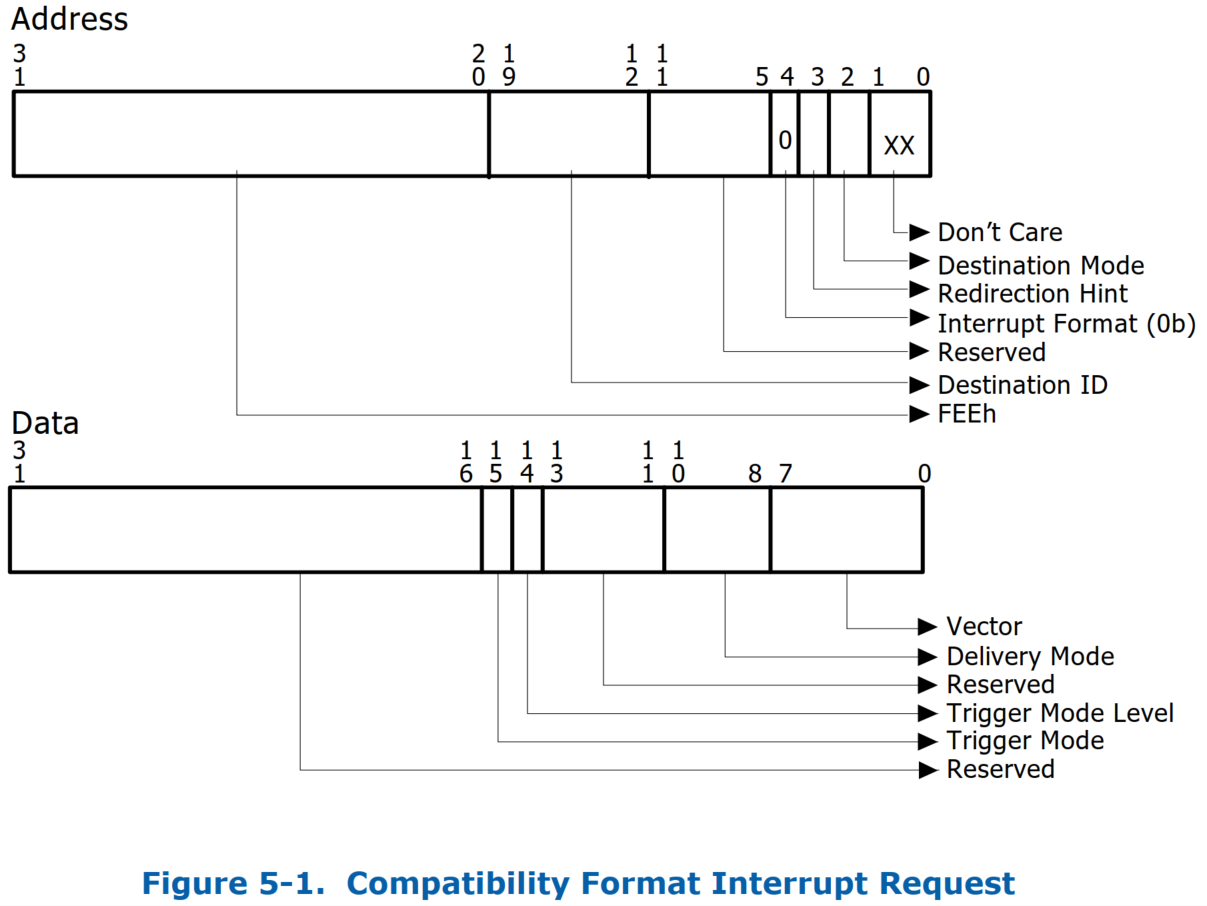 Address
3 2 1 1 1
1 0 9 2 1 5 4 3 2 1 0
0 XX
Don't Care
Destination Mode
Redirection Hint
Interrupt Format (0b)
Reserved
Destination ID
FEEh
Data
3 1 1 1 1 1 1
1 6 5 4 3 1 0 8 7 0
Vector
Delivery Mode
Reserved
Trigger Mode Level
Trigger Mode
Reserved
Figure 5-1. Compatibility Format Interrupt Request